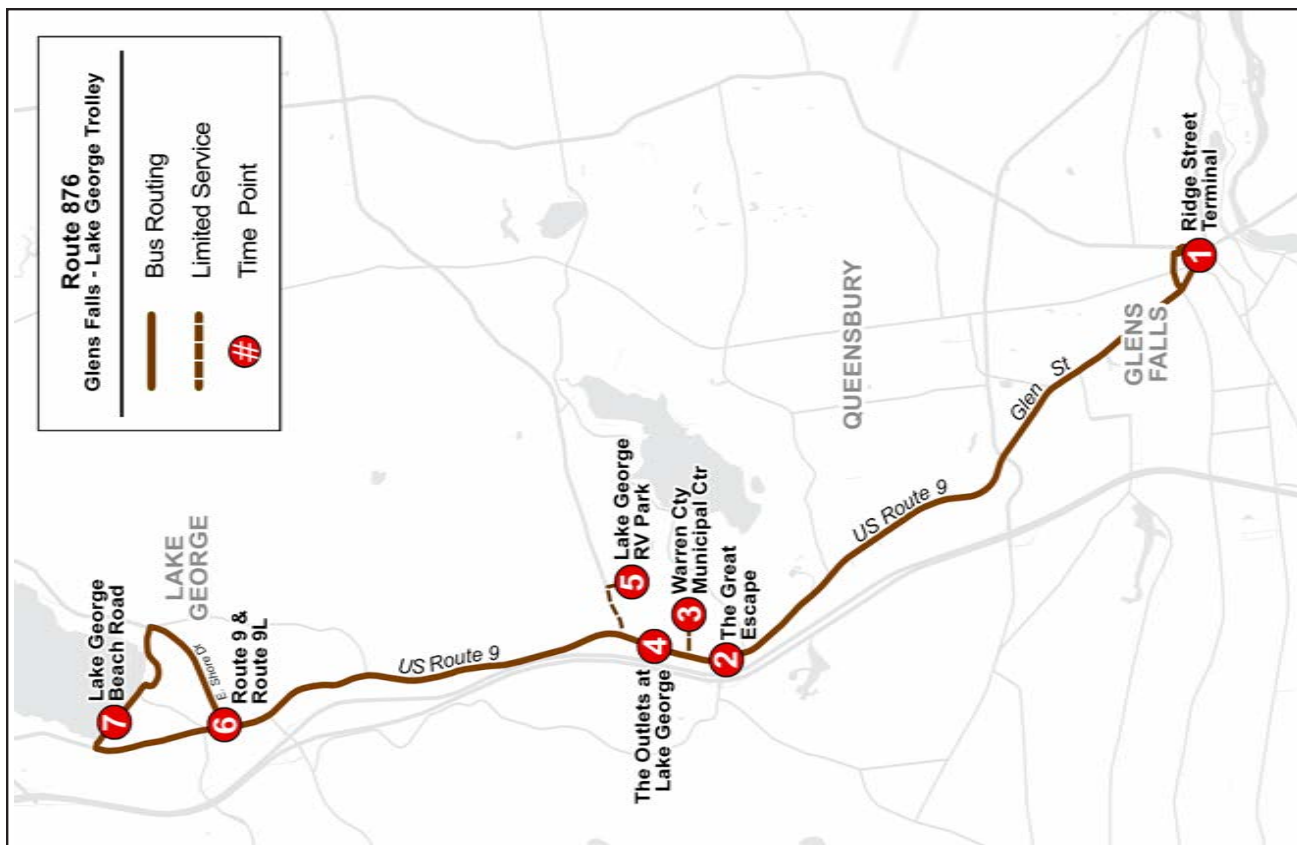 Route 876
Glens Falls - Lake George Trolley
Bus Routing
Limited Service
# Time Point
7
Lake George
Beach Road
LAKE
GEORGE
E. Shore Dr
6
Route 9 &
Route 9L
US Route 9
5
Lake George
RV Park
4
The Outlets at
Lake George
3
Warren Cty
Municipal Ctr
2
The Great
Escape
QUEENSBURY
US Route 9
Glen St
GLENS
FALLS
1
Ridge Street
Terminal